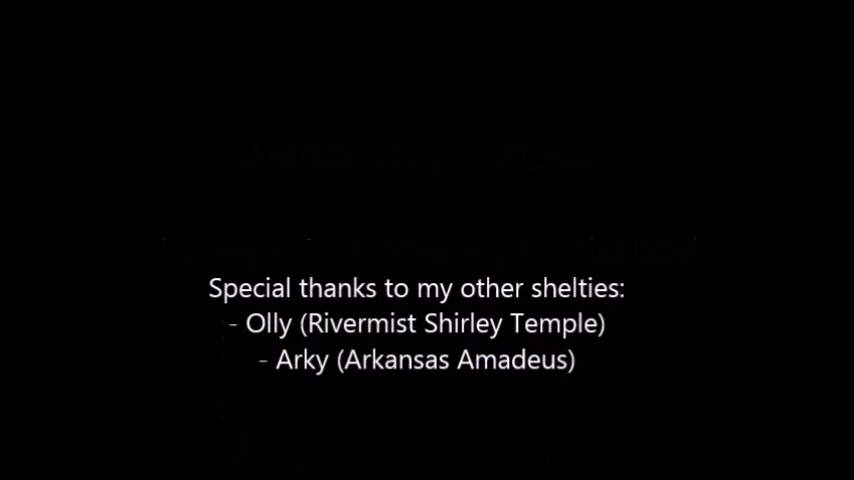 Special thanks to my other shelties:
- Olly (Rivermist Shirley Temple)
- Arky (Arkansas Amadeus)